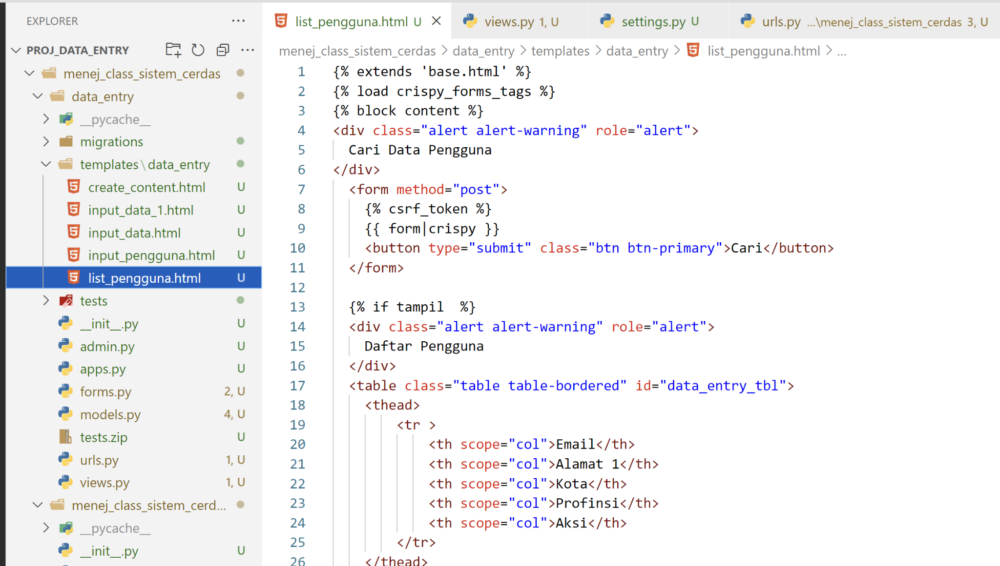 EXPLORER ...
PROJ_DATA_ENTRY ...
menej_class_sistem_cerdas
data_entry
__pycache__
migrations
templates\data_entry
create_content.html U
input_data_1.html U
input_data.html U
input_pengguna.html U
list_pengguna.html U
tests
__init__.py U
admin.py U
apps.py U
forms.py 2, U
models.py 4, U
tests.zip U
urls.py 1, U
views.py 1, U
menej_class_sistem_cerd...
__pycache__
__init__.py U
list_pengguna.html U views.py 1, U settings.py U urls.py ...\menej_class_sistem_cerdas 3, U
menej_class_sistem_cerdas > data_entry > templates > data_entry > list_pengguna.html > ...
1 {% extends 'base.html' %}
2 {% load crispy_forms_tags %}
3 {% block content %}
4 <div class="alert alert-warning" role="alert">
5 Cari Data Pengguna
6 </div>
7 <form method="post">
8 {% csrf_token %}
9 {{ form|crispy }}
10 <button type="submit" class="btn btn-primary">Cari</button>
11 </form>
12
13 {% if tampil  %}
14 <div class="alert alert-warning" role="alert">
15 Daftar Pengguna
16 </div>
17 <table class="table table-bordered" id="data_entry_tbl">
18 <thead>
19 <tr >
20 <th scope="col">Email</th>
21 <th scope="col">Alamat 1</th>
22 <th scope="col">Kota</th>
23 <th scope="col">Profinsi</th>
24 <th scope="col">Aksi</th>
25 </tr>
26 </thead>